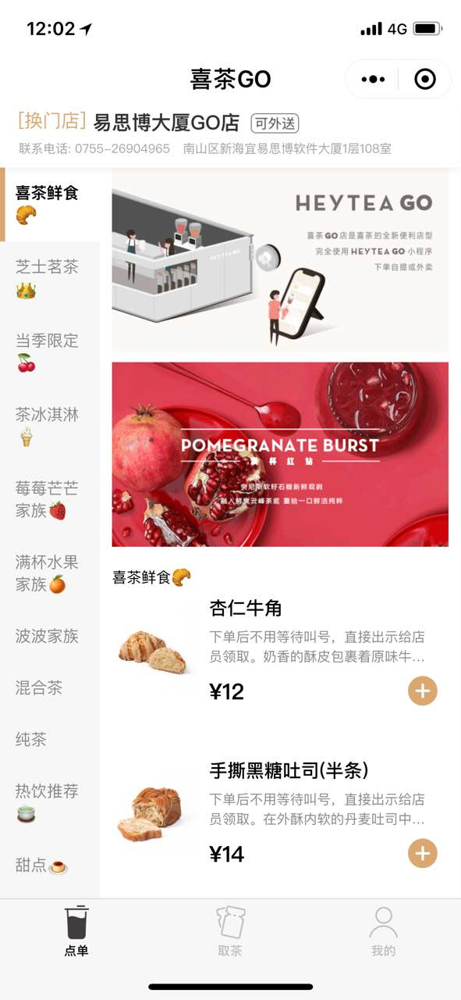 12:02
4G
喜茶GO
[换门店] 易思博大厦GO店 可外送
联系电话: 0755-26904965 南山区新海宜易思博软件大厦1层108室
喜茶鲜食🥐
芝士茗茶👑
当季限定🍒
茶冰淇淋🍦
莓莓芒芒
家族🍓
满杯水果
家族🍊
波波家族
混合茶
纯茶
热饮推荐🍵
甜点🍮
HEYTEA GO
喜茶GO店是喜茶的全新便利店型
完全使用HEYTEA GO小程序
下单自提或外卖
HEYTEA GO
POMEGRANATE BURST
满杯红钻
突尼斯软籽石榴新鲜现剥
融入鲜爽云峰茶底 重拾一口鲜活纯粹
喜茶鲜食🥐
杏仁牛角
下单后不用等待叫号，直接出示给店
员领取。奶香的酥皮包裹着原味牛...
¥12
手撕黑糖吐司(半条)
下单后不用等待叫号，直接出示给店
员领取。在外酥内软的丹麦吐司中...
¥14
点单
取茶
我的